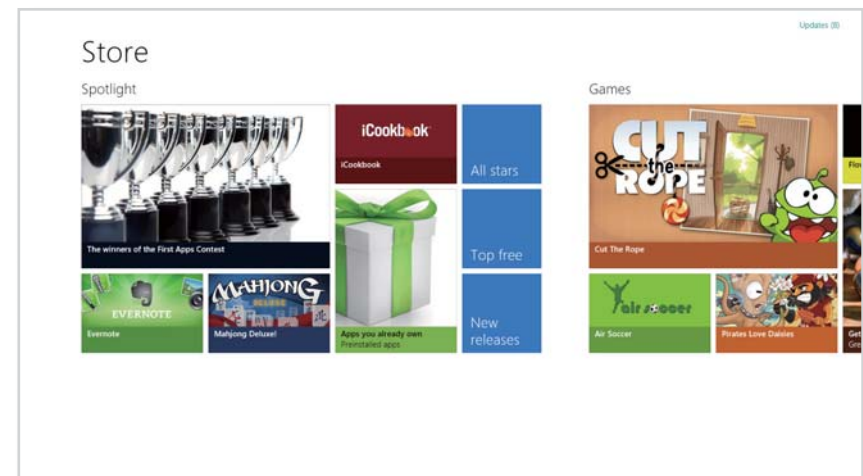 Updates (8)
Store
Spotlight
Games
iCookbook
iCookbook
All stars
CUT
the
ROPE
The winners of the First Apps Contest
Top free
Cut The Rope
EVERNOTE
Evernote
MAHJONG
DELUXE
Mahjong Deluxe!
Apps you already own
Preinstalled apps
New
releases
air soccer
Air Soccer
Pirates Love Daisies